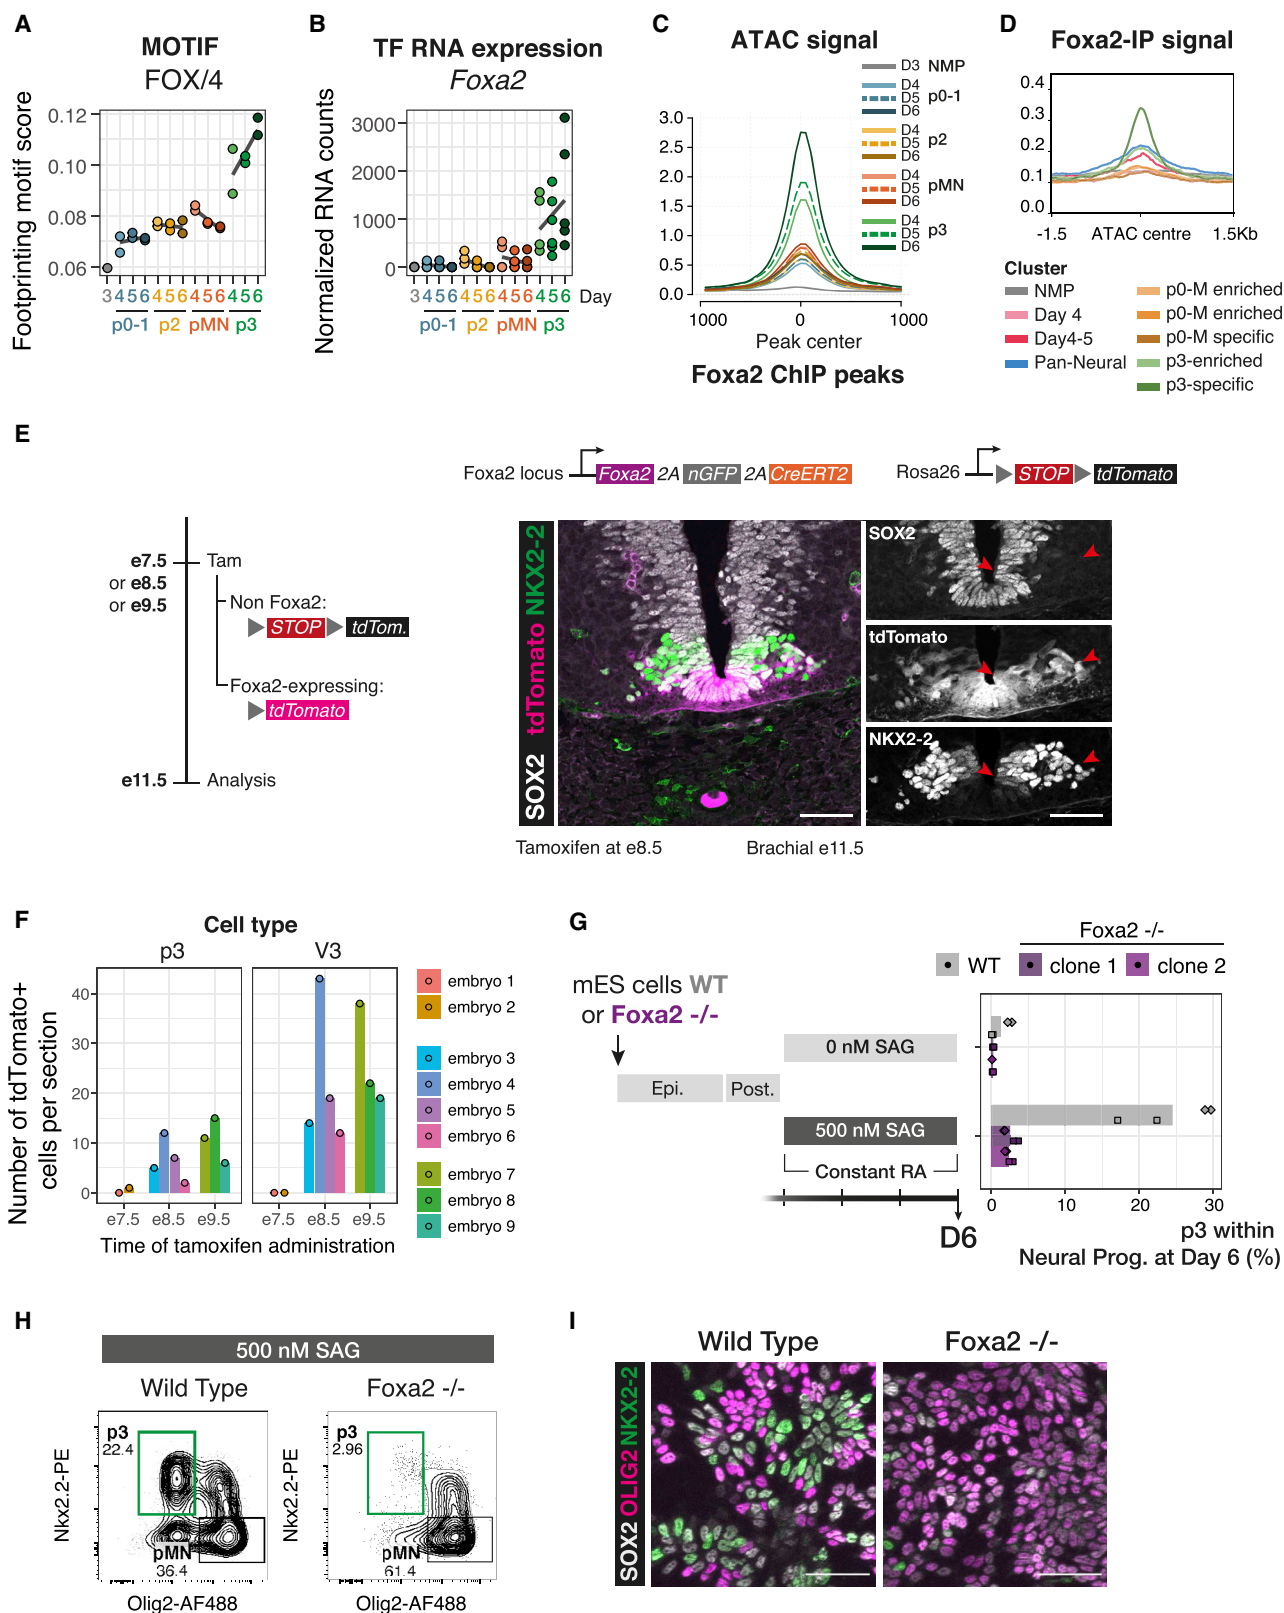 A
MOTIF
FOX/4
Footprinting motif score
0.12
0.10
0.08
0.06
3 4 5 6 4 5 6 4 5 6 4 5 6
p0-1 p2 pMN p3
B
TF RNA expression
Foxa2
Normalized RNA counts
3000
2000
1000
0
3 4 5 6 4 5 6 4 5 6 4 5 6 Day
p0-1 p2 pMN p3
C
ATAC signal
D3 NMP
D4
D5 p0-1
D6
D4
D5 p2
D6
D4
D5 pMN
D6
D4
D5 p3
D6
3.0
2.5
2.0
1.5
1.0
0.5
0.0
1000 0 1000
Peak center
Foxa2 ChIP peaks
D
Foxa2-IP signal
0.4
0.3
0.2
0.1
0.0
-1.5 ATAC centre 1.5Kb
Cluster
NMP
Day 4
Day4-5
Pan-Neural
p0-M enriched
p0-M enriched
p0-M specific
p3-enriched
p3-specific
E
Foxa2 locus Foxa2 2A nGFP 2A CreERT2
Rosa26 STOP tdTomato
e7.5
or e8.5
or e9.5
Tam
Non Foxa2:
STOP tdTom.
Foxa2-expressing:
tdTomato
e11.5 Analysis
SOX2 tdTomato NKX2-2
SOX2
tdTomato
NKX2-2
Tamoxifen at e8.5 Brachial e11.5
F
Cell type
p3 V3
Number of tdTomato+
cells per section
40
30
20
10
0
e7.5 e8.5 e9.5 e7.5 e8.5 e9.5
Time of tamoxifen administration
embryo 1
embryo 2
embryo 3
embryo 4
embryo 5
embryo 6
embryo 7
embryo 8
embryo 9
G
Foxa2 -/-
WT clone 1 clone 2
mES cells WT
or Foxa2 -/-
Epi. Post.
0 nM SAG
500 nM SAG
Constant RA
D6
0 10 20 30
p3 within
Neural Prog. at Day 6 (%)
H
500 nM SAG
Wild Type Foxa2 -/-
Nkx2.2-PE
p3
22.4
pMN
36.4
Olig2-AF488
Nkx2.2-PE
p3
2.96
pMN
61.4
Olig2-AF488
I
Wild Type Foxa2 -/-
SOX2 OLIG2 NKX2-2